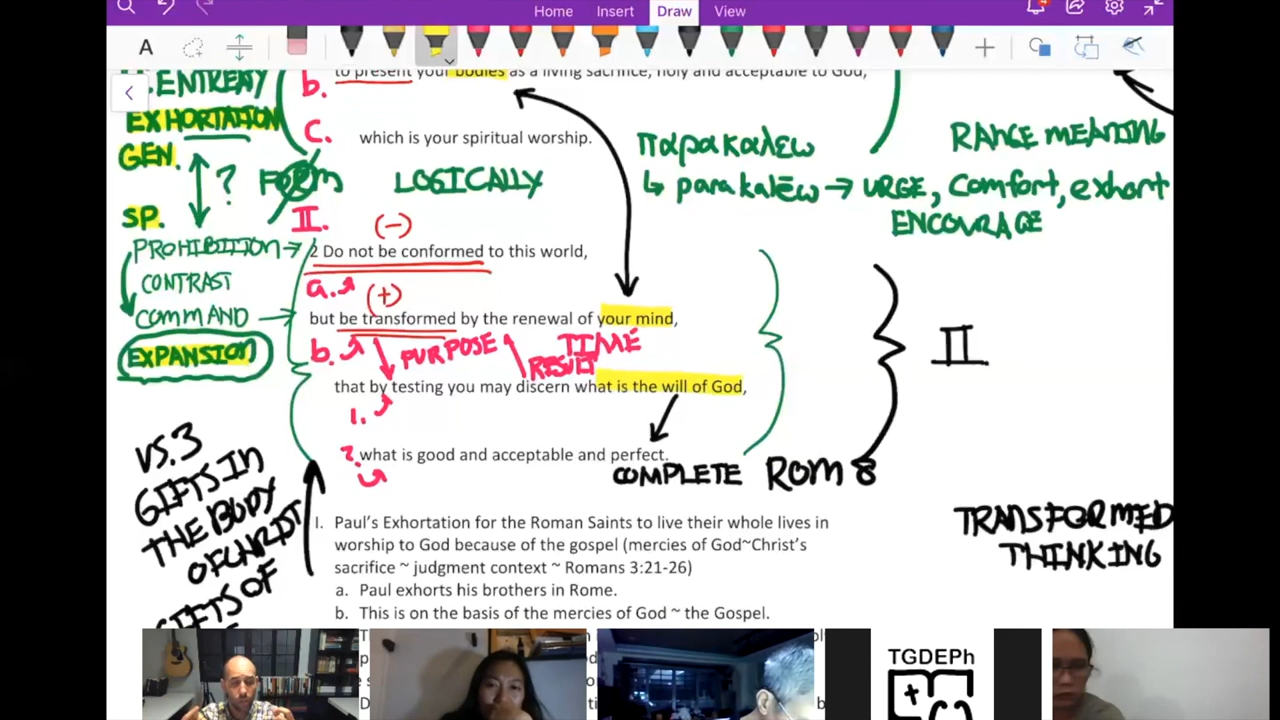 Home Insert Draw View
A
to present your bodies as a living sacrifice, holy and acceptable to God,
ENTREATY
b.
EXHORTATION
c.
which is your spiritual worship.
παρακαλεω
RANGE MEANING
GEN.
?
FORM
LOGICALLY
↳ parakalēw → URGE, Comfort, exhort
ENCOURAGE
SP.
II.
(-)
PROHIBITION →
2 Do not be conformed to this world,
CONTRAST
a.
(+)
COMMAND →
but be transformed by the renewal of your mind,
EXPANSION
b.
PURPOSE
TIME
RESULT
II
that by testing you may discern what is the will of God,
1.
2.
what is good and acceptable and perfect.
COMPLETE
ROM 8
VS.3
GIFTS IN
THE BODY
OF CHRIST
GIFTS OF
TRANSFORMED
THINKING
I. Paul's Exhortation for the Roman Saints to live their whole lives in
worship to God because of the gospel (mercies of God~Christ's
sacrifice ~ judgment context ~ Romans 3:21-26)
a. Paul exhorts his brothers in Rome.
b. This is on the basis of the mercies of God ~ the Gospel.
TGDEPh